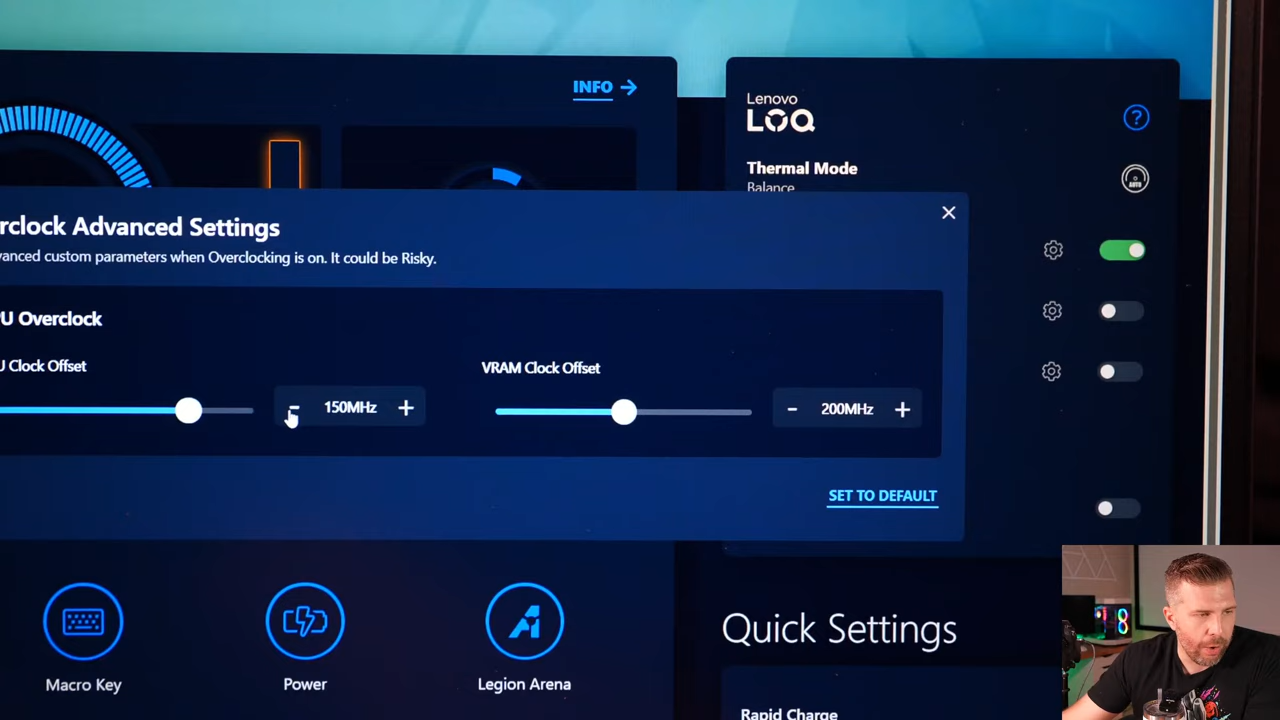 INFO →
Lenovo
LOQ
?
Thermal Mode
Balance
AUTO
rclock Advanced Settings
vanced custom parameters when Overclocking is on. It could be Risky.
PU Overclock
U Clock Offset
- 150MHz +
VRAM Clock Offset
- 200MHz +
SET TO DEFAULT
Macro Key
Power
Legion Arena
Quick Settings
Rapid Charge